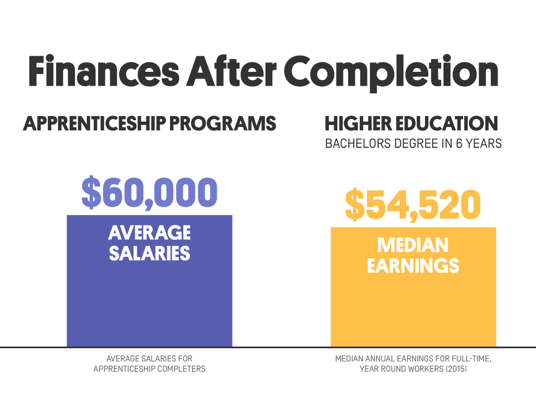 Finances After Completion
APPRENTICESHIP PROGRAMS
HIGHER EDUCATION
BACHELORS DEGREE IN 6 YEARS
$60,000
AVERAGE
SALARIES
$54,520
MEDIAN
EARNINGS
AVERAGE SALARIES FOR
APPRENTICESHIP COMPLETERS
MEDIAN ANNUAL EARNINGS FOR FULL-TIME,
YEAR ROUND WORKERS (2015)